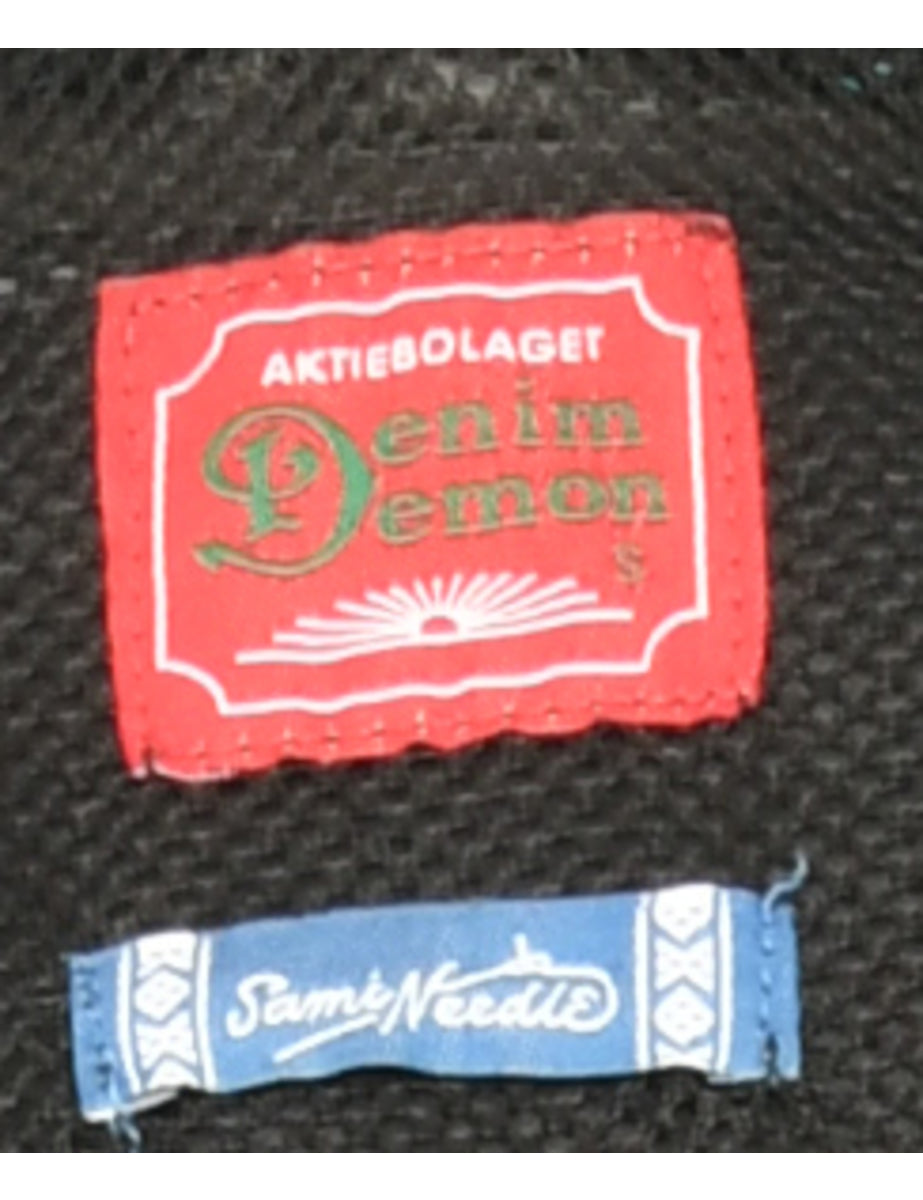 AKTIEBOLAGET
Denim
Demon
S
Sami Needle